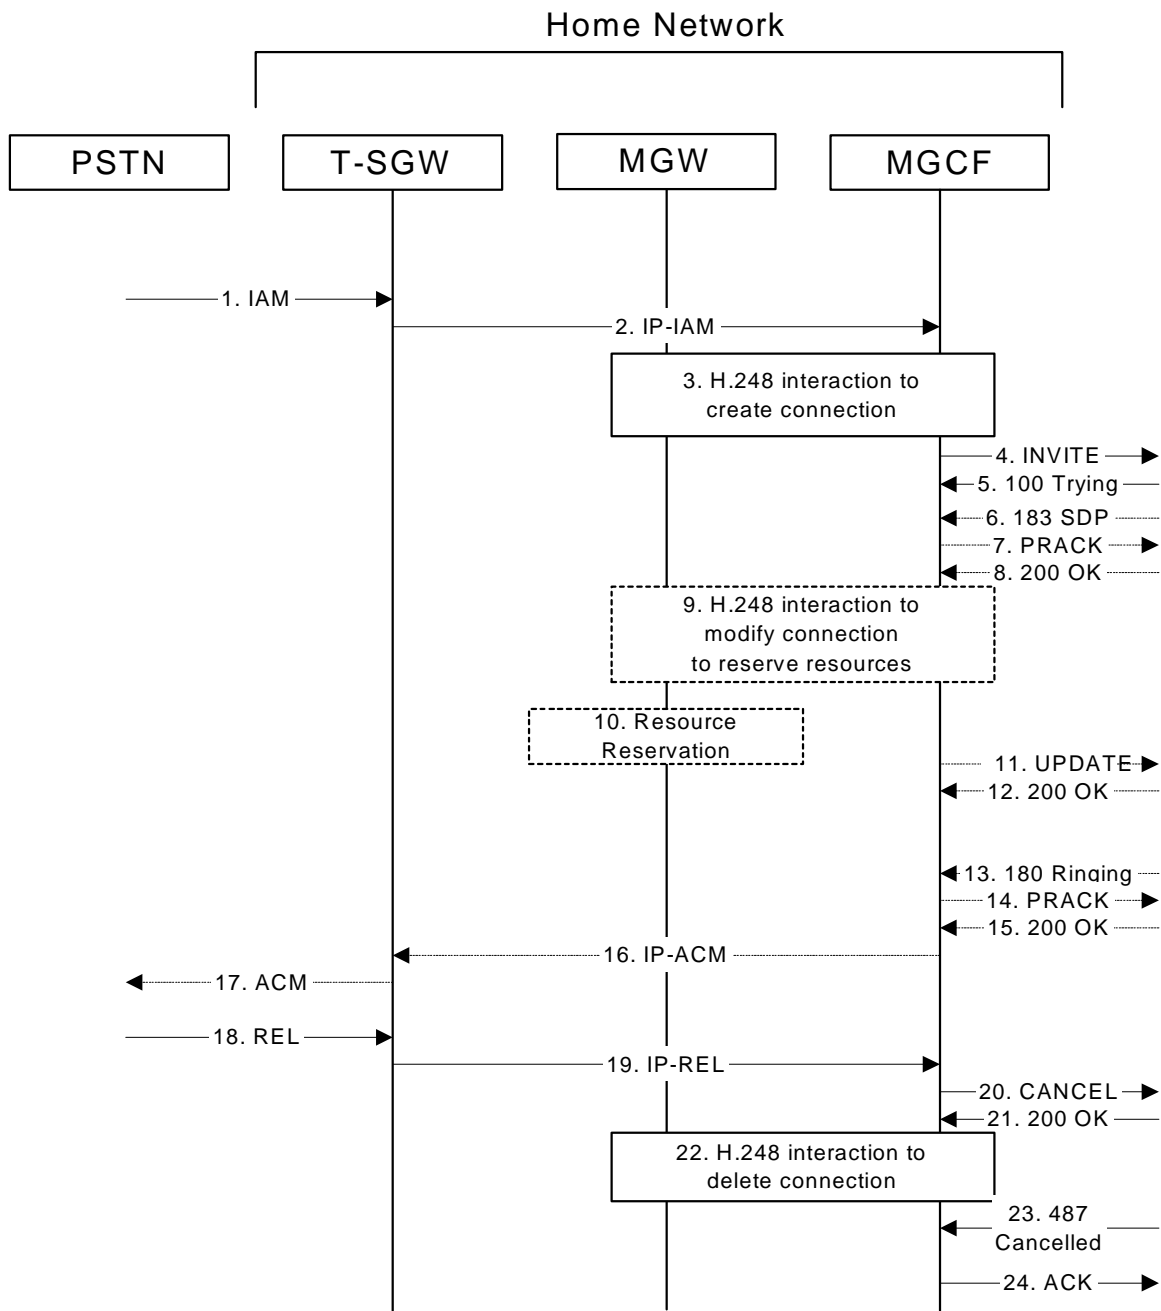 Home Network
PSTN
T-SGW
MGW
MGCF
1. IAM
2. IP-IAM
3. H.248 interaction to
create connection
4. INVITE
5. 100 Trying
6. 183 SDP
7. PRACK
8. 200 OK
9. H.248 interaction to
modify connection
to reserve resources
10. Resource
Reservation
11. UPDATE
12. 200 OK
13. 180 Ringing
14. PRACK
15. 200 OK
16. IP-ACM
17. ACM
18. REL
19. IP-REL
20. CANCEL
21. 200 OK
22. H.248 interaction to
delete connection
23. 487
Cancelled
24. ACK